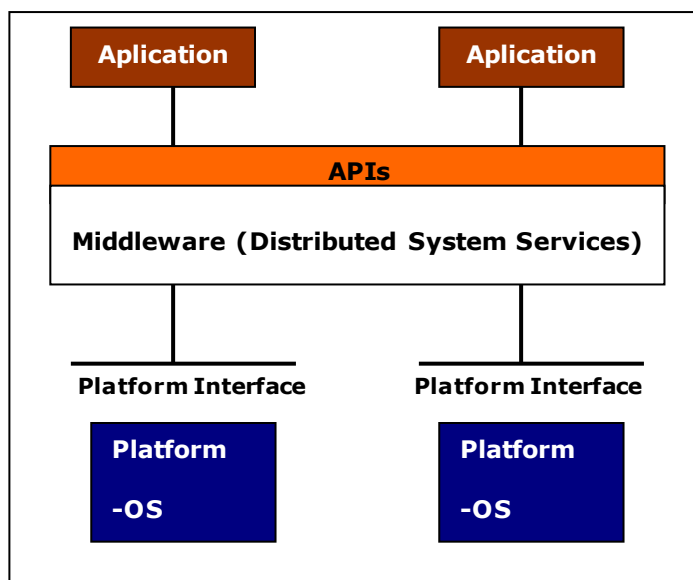 Aplication
Aplication
APIs
Middleware (Distributed System Services)
Platform Interface
Platform Interface
Platform
-OS
Platform
-OS